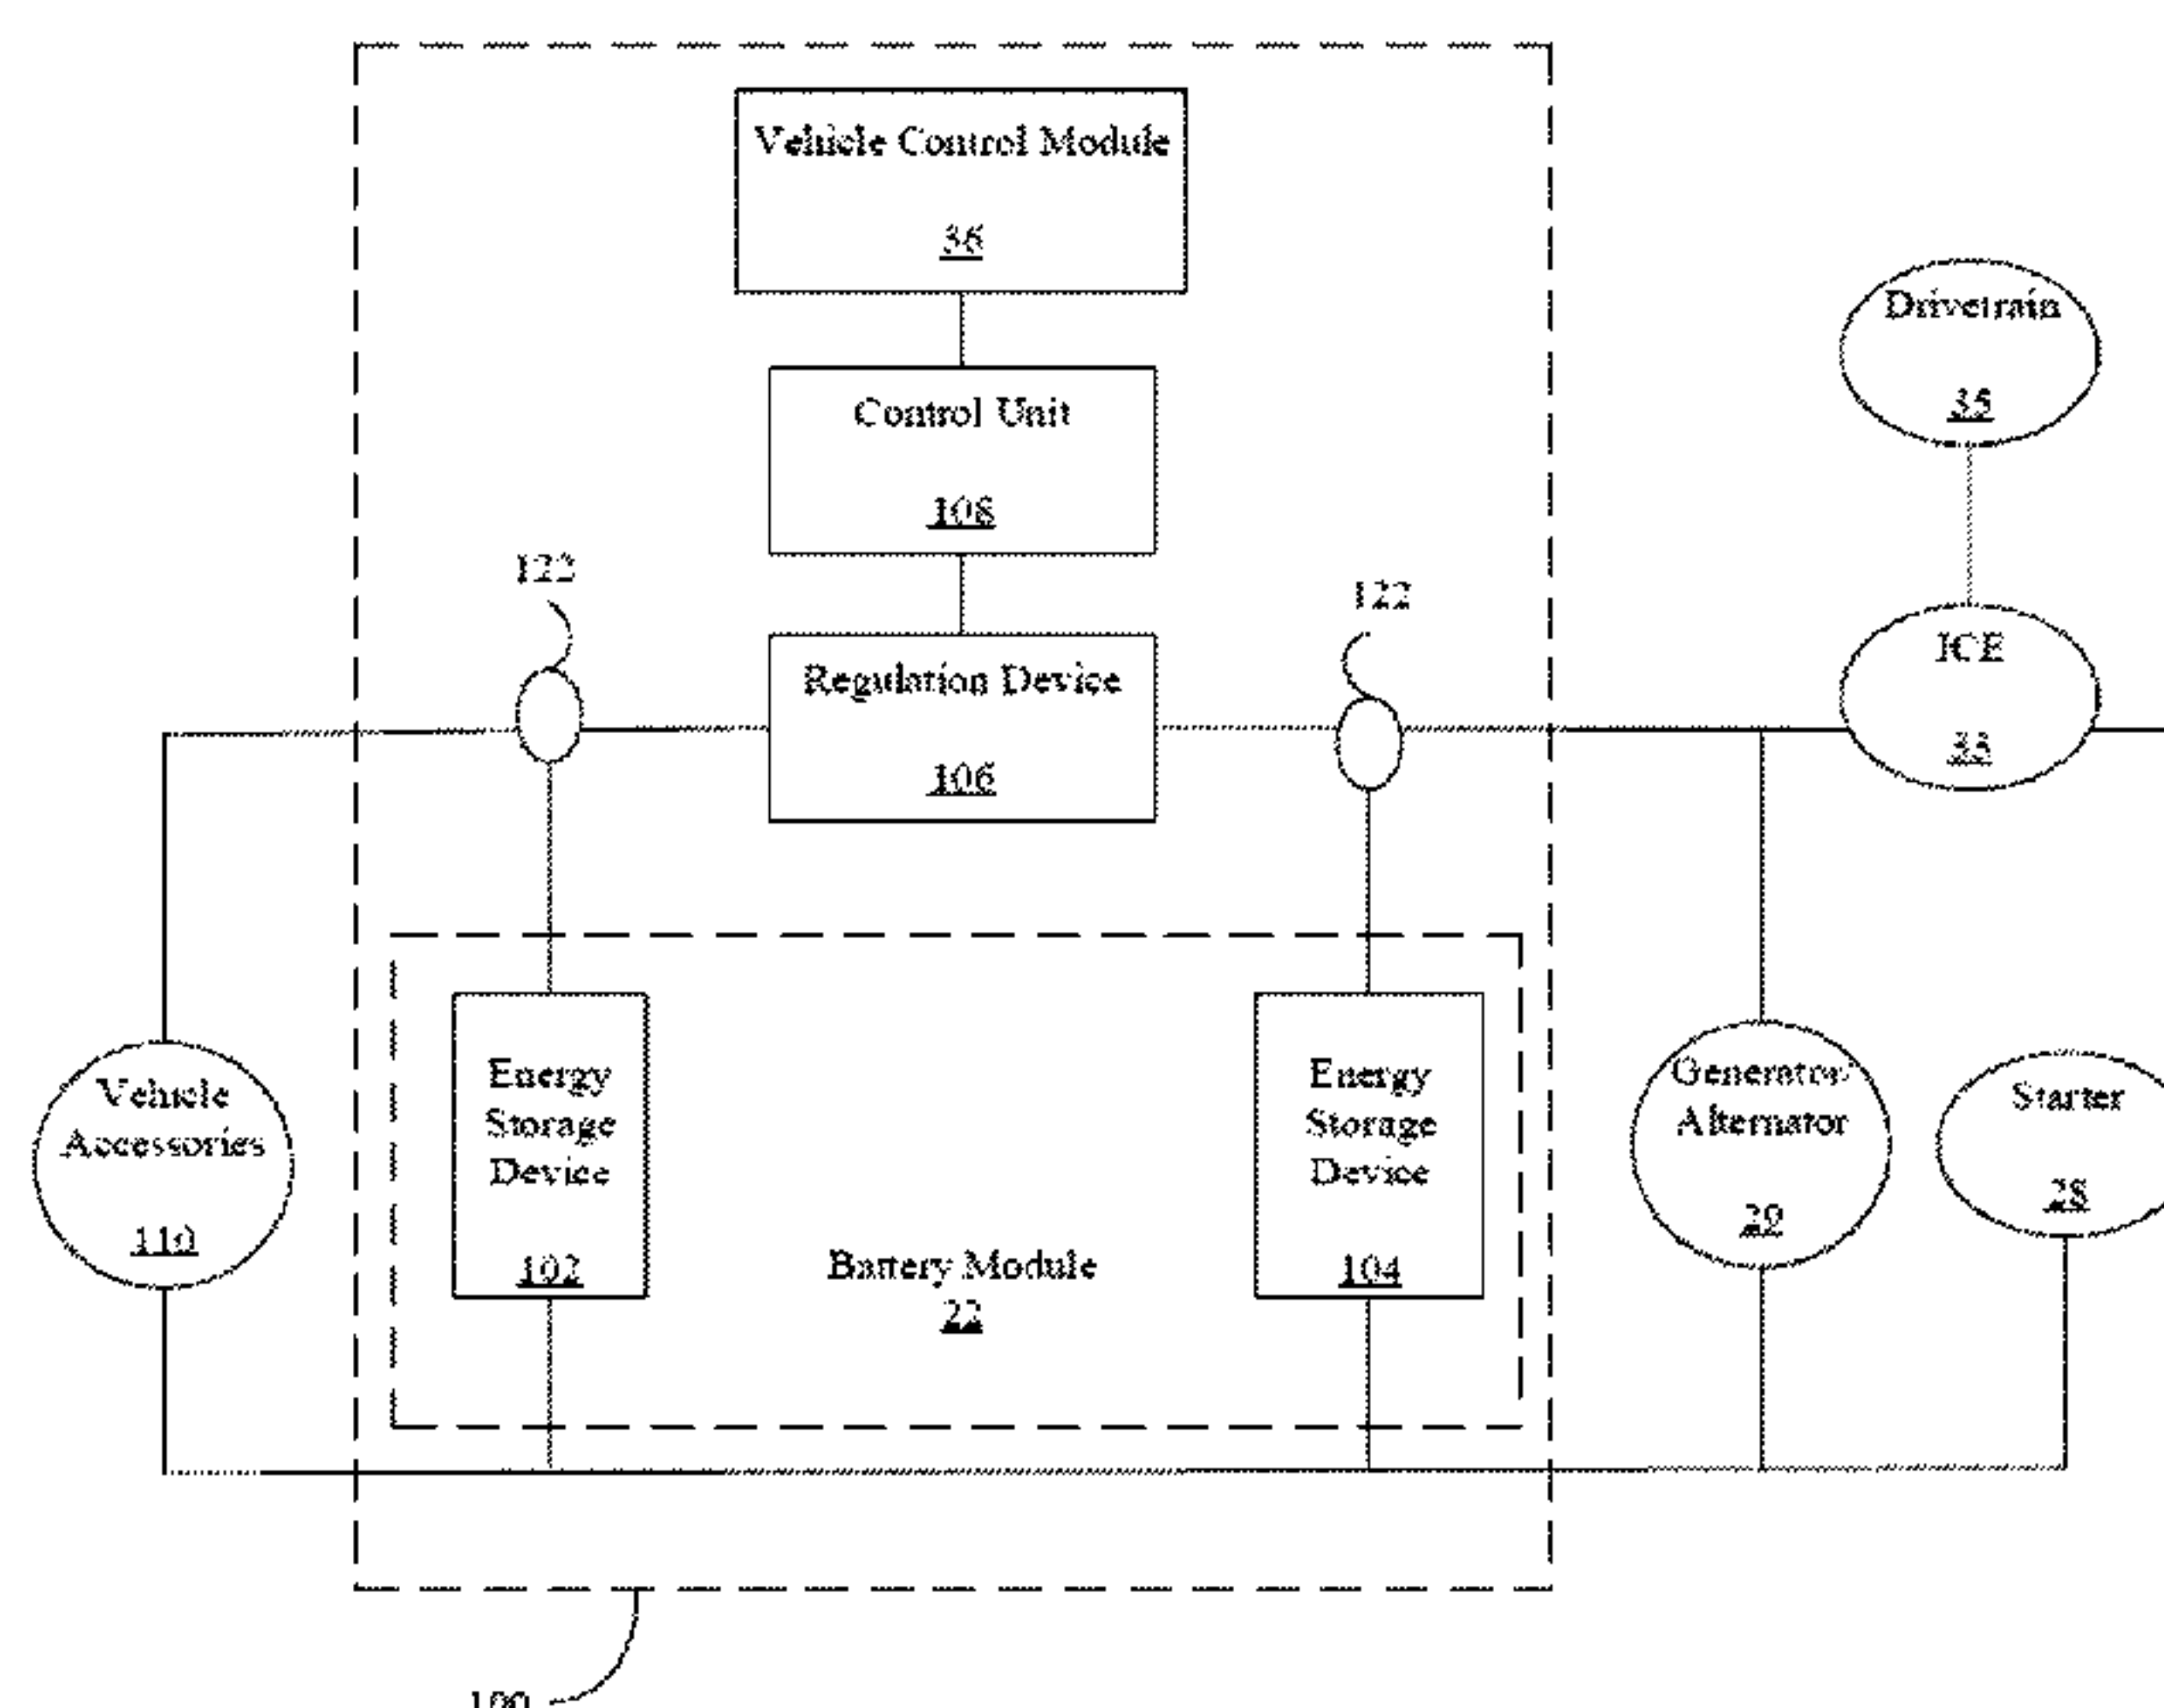 Vehicle Control Module
36
Drivetrain
35
Control Unit
108
122
122
ICE
33
Regulation Device
106
Vehicle
Accessories
110
Energy
Storage
Device
102
Energy
Storage
Device
104
Generator/
Alternator
29
Starter
28
Battery Module
22
100